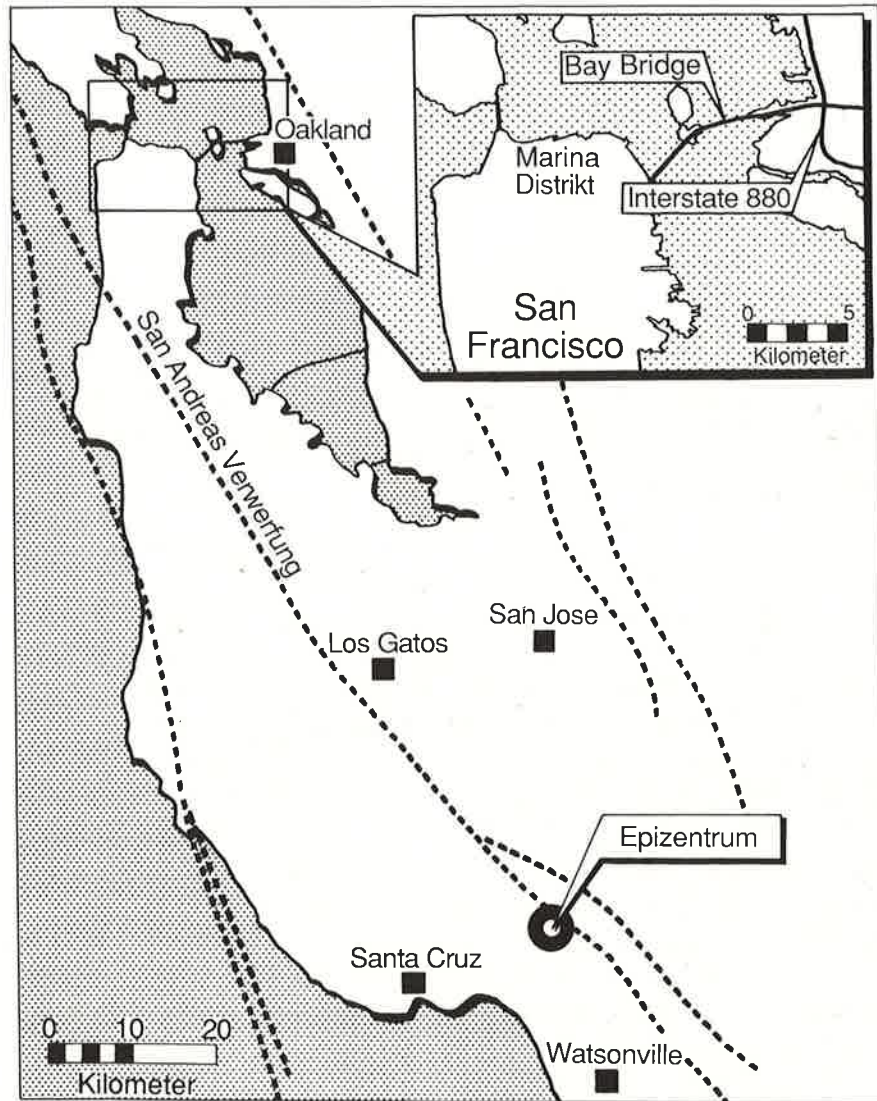 Oakland
Bay Bridge
Marina
Distrikt
Interstate 880
San
Francisco
0 5
Kilometer
San Andreas Verwerfung
San Jose
Los Gatos
Epizentrum
Santa Cruz
Watsonville
0 10 20
Kilometer